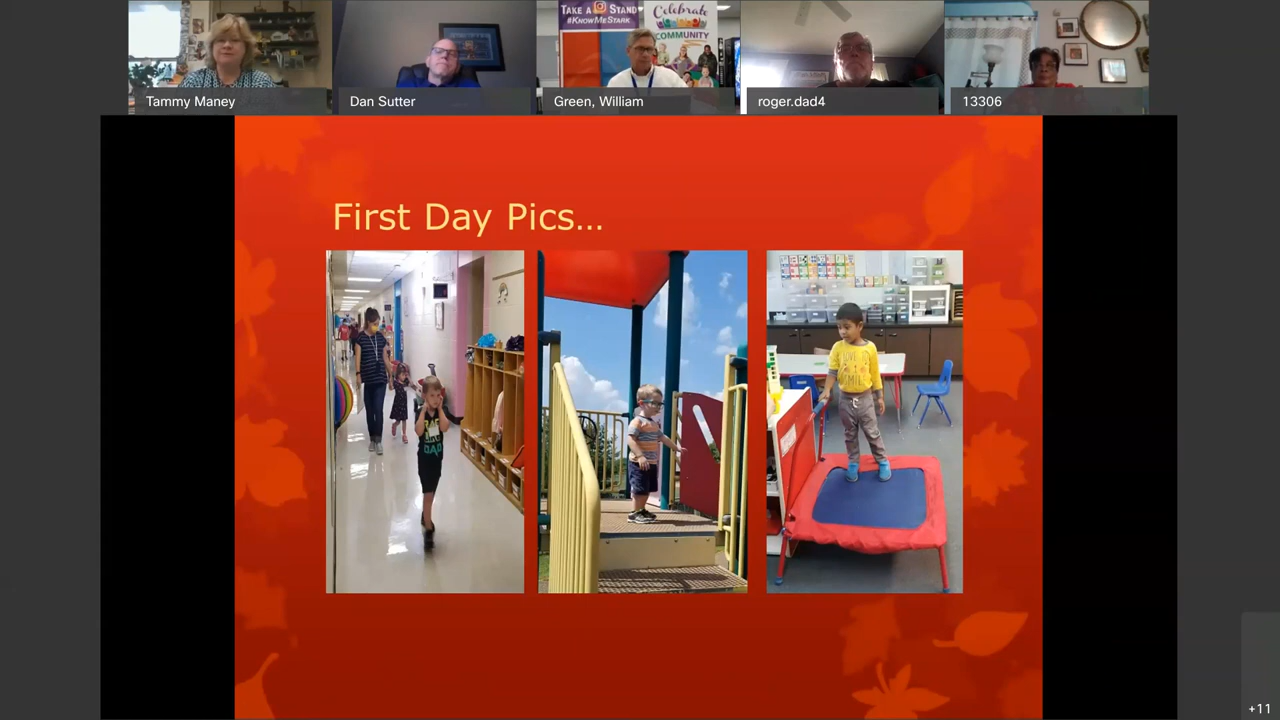 TAKE A STAND
#KNOWMESTARK
Celebrate
COMMUNITY
Tammy Maney
Dan Sutter
Green, William
roger.dad4
13306
First Day Pics...
+11